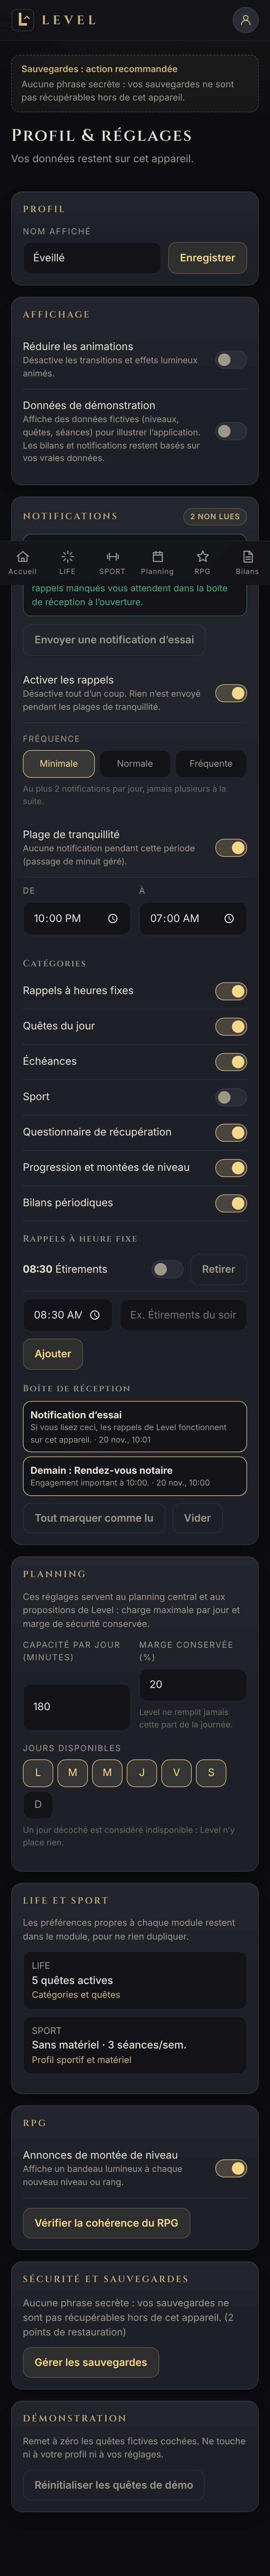 LEVEL
Sauvegardes : action recommandée
Aucune phrase secrète : vos sauvegardes ne sont
pas récupérables hors de cet appareil.
Profil & réglages
Vos données restent sur cet appareil.
PROFIL
NOM AFFICHÉ
Éveillé
Enregistrer
AFFICHAGE
Réduire les animations
Désactive les transitions et effets lumineux
animés.
Données de démonstration
Affiche des données fictives (niveaux,
quêtes, séances) pour illustrer l’application.
Les bilans et notifications restent basés sur
vos vraies données.
NOTIFICATIONS
2 NON LUES
Accueil
LIFE
SPORT
Planning
RPG
Bilans
rappels manqués vous attendent dans la boîte
de réception à l’ouverture.
Envoyer une notification d’essai
Activer les rappels
Désactive tout d’un coup. Rien n’est envoyé
pendant les plages de tranquillité.
FRÉQUENCE
Minimale
Normale
Fréquente
Au plus 2 notifications par jour, jamais plusieurs à la
suite.
Plage de tranquillité
Aucune notification pendant cette période
(passage de minuit géré).
DE
À
10:00 PM
07:00 AM
Catégories
Rappels à heures fixes
Quêtes du jour
Échéances
Sport
Questionnaire de récupération
Progression et montées de niveau
Bilans périodiques
Rappels à heure fixe
08:30 Étirements
Retirer
08:30 AM
Ex. Étirements du soir
Ajouter
Boîte de réception
Notification d’essai
Si vous lisez ceci, les rappels de Level fonctionnent
sur cet appareil. · 20 nov., 10:01
Demain : Rendez-vous notaire
Engagement important à 10:00. · 20 nov., 10:00
Tout marquer comme lu
Vider
PLANNING
Ces réglages servent au planning central et aux
propositions de Level : charge maximale par jour et
marge de sécurité conservée.
CAPACITÉ PAR JOUR
(MINUTES)
180
MARGE CONSERVÉE
(%)
20
Level ne remplit jamais
cette part de la journée.
JOURS DISPONIBLES
L
M
M
J
V
S
D
Un jour décoché est considéré indisponible : Level n’y
place rien.
LIFE ET SPORT
Les préférences propres à chaque module restent
dans le module, pour ne rien dupliquer.
LIFE
5 quêtes actives
Catégories et quêtes
SPORT
Sans matériel · 3 séances/sem.
Profil sportif et matériel
RPG
Annonces de montée de niveau
Affiche un bandeau lumineux à chaque
nouveau niveau ou rang.
Vérifier la cohérence du RPG
SÉCURITÉ ET SAUVEGARDES
Aucune phrase secrète : vos sauvegardes ne
sont pas récupérables hors de cet appareil. (2
points de restauration)
Gérer les sauvegardes
DÉMONSTRATION
Remet à zéro les quêtes fictives cochées. Ne touche
ni à votre profil ni à vos réglages.
Réinitialiser les quêtes de démo